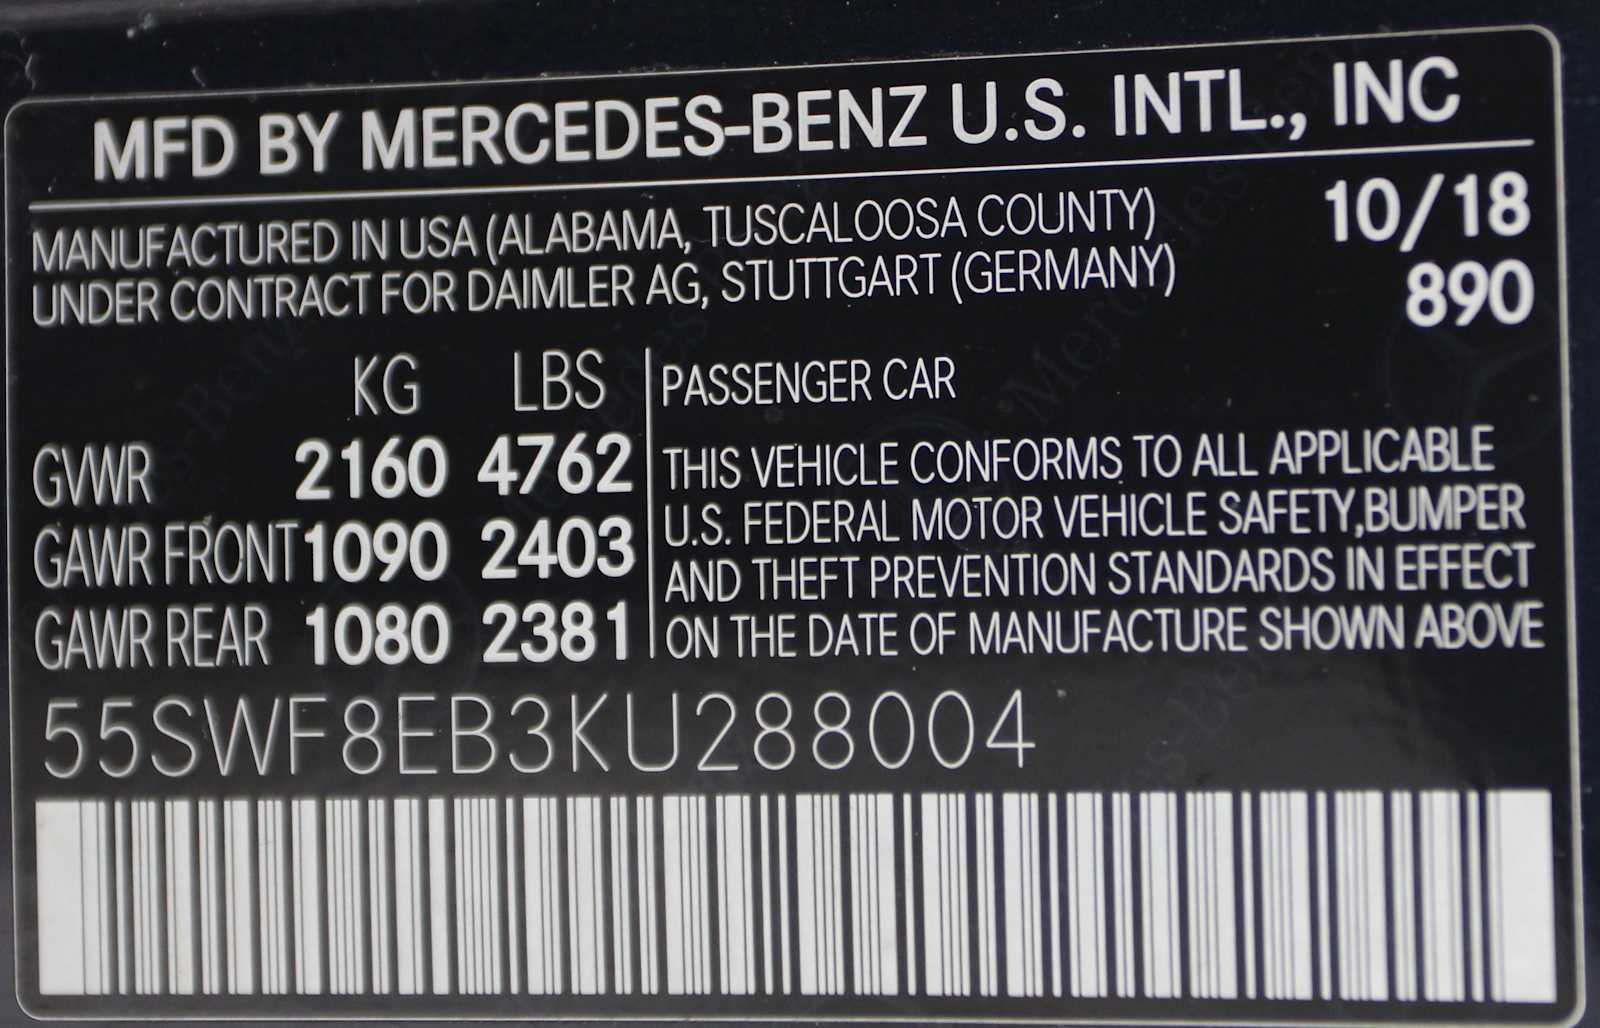 MFD BY MERCEDES-BENZ U.S. INTL., INC
MANUFACTURED IN USA (ALABAMA, TUSCALOOSA COUNTY) 10/18
UNDER CONTRACT FOR DAIMLER AG, STUTTGART (GERMANY) 890
KG LBS
GVWR 2160 4762
GAWR FRONT 1090 2403
GAWR REAR 1080 2381
PASSENGER CAR
THIS VEHICLE CONFORMS TO ALL APPLICABLE
U.S. FEDERAL MOTOR VEHICLE SAFETY,BUMPER
AND THEFT PREVENTION STANDARDS IN EFFECT
ON THE DATE OF MANUFACTURE SHOWN ABOVE
55SWF8EB3KU288004